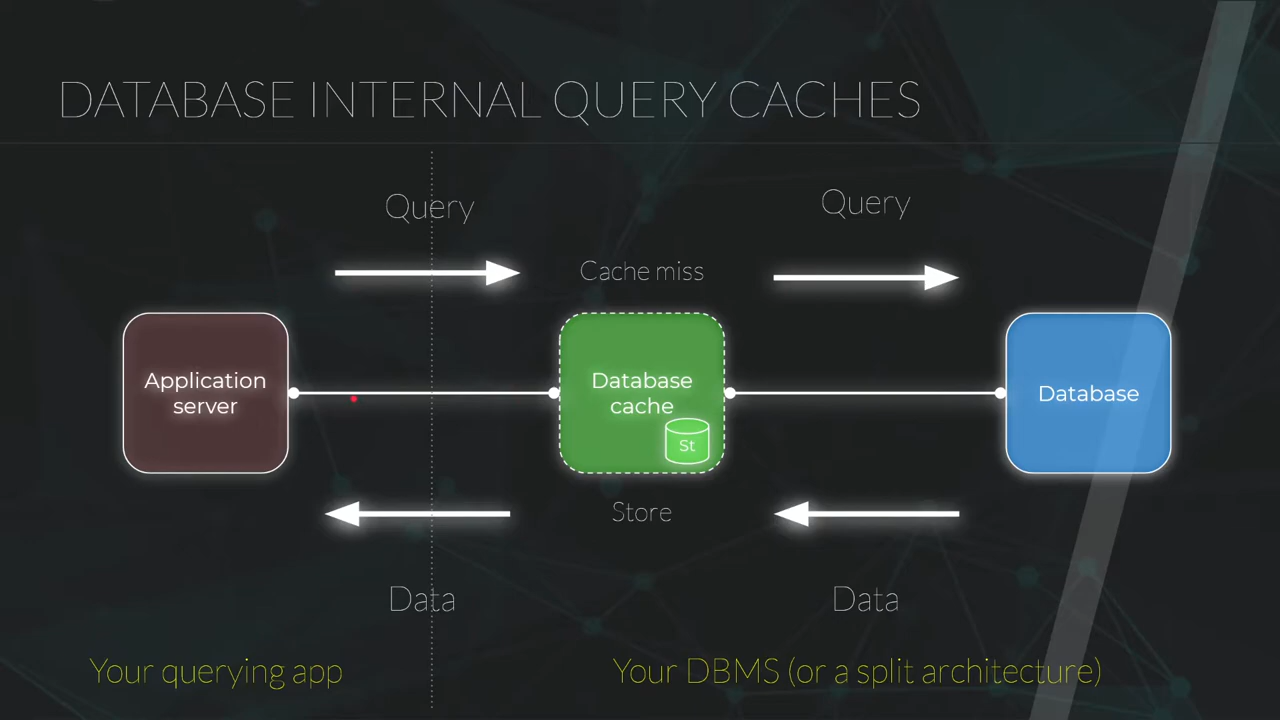 DATABASE INTERNAL QUERY CACHES
Query
Query
Cache miss
Application
server
Database
cache
St
Database
Store
Data
Data
Your querying app
Your DBMS (or a split architecture)